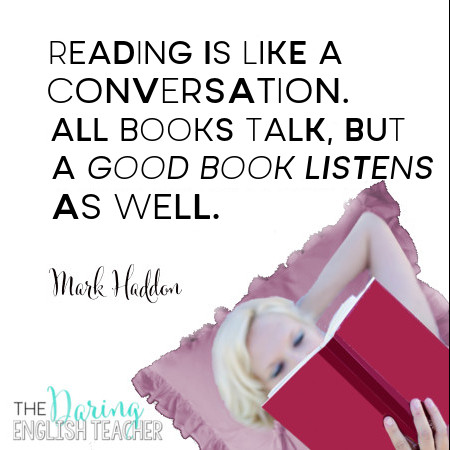 READING IS LIKE A
CONVERSATION.
ALL BOOKS TALK, BUT
A GOOD BOOK LISTENS
AS WELL.
Mark Haddon
THE Daring
ENGLISH TEACHER